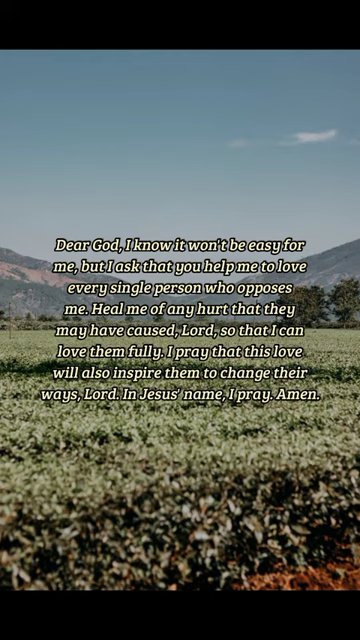 Dear God, I know it won't be easy for
me, but I ask that you help me to love
every single person who opposes
me. Heal me of any hurt that they
may have caused, Lord, so that I can
love them fully. I pray that this love
will also inspire them to change their
ways, Lord. In Jesus' name, I pray. Amen.